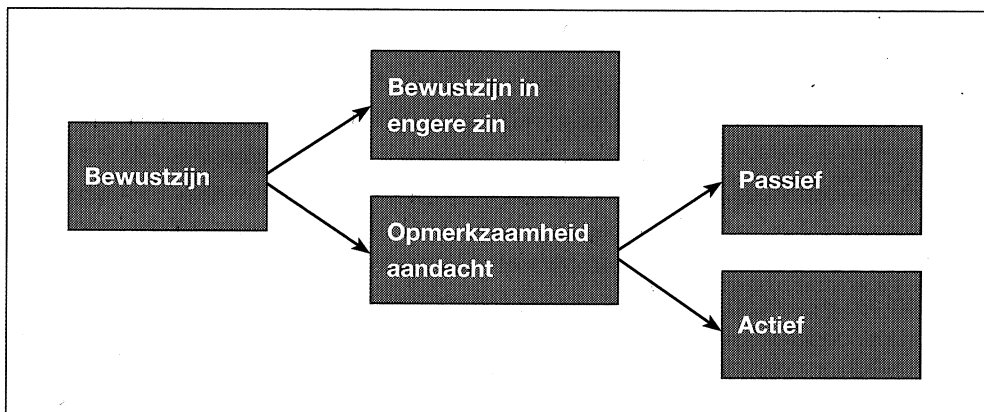 Bewustzijn
Bewustzijn in
engere zin
Opmerkzaamheid
aandacht
Passief
Actief